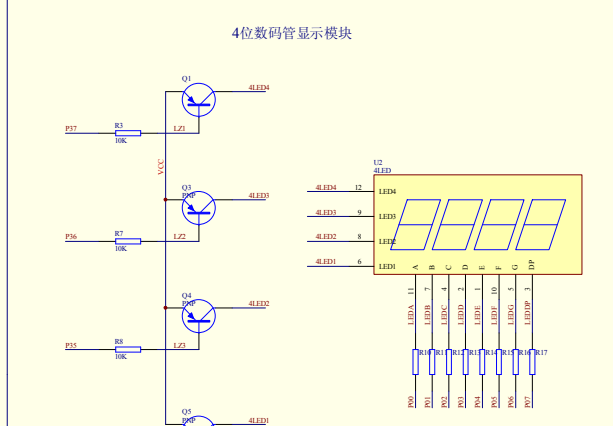 4位数码管显示模块
Q1
4LED4
P37
R3
10K
LZ1
VCC
Q3
PNP
4LED3
P36
R7
10K
LZ2
Q4
PNP
4LED2
P35
R8
10K
LZ3
Q5
PNP
4LED1
U2
4LED
4LED4 12 LED4
4LED3 9 LED3
4LED2 8 LED2
4LED1 6 LED1
A B C D E F G DP
11 7 4 2 1 10 5 3
LEDA LEDB LEDC LEDD LEDE LEDF LEDG LEDDP
R10 R11 R12 R13 R14 R15 R16 R17
P00 P01 P02 P03 P04 P05 P06 P07